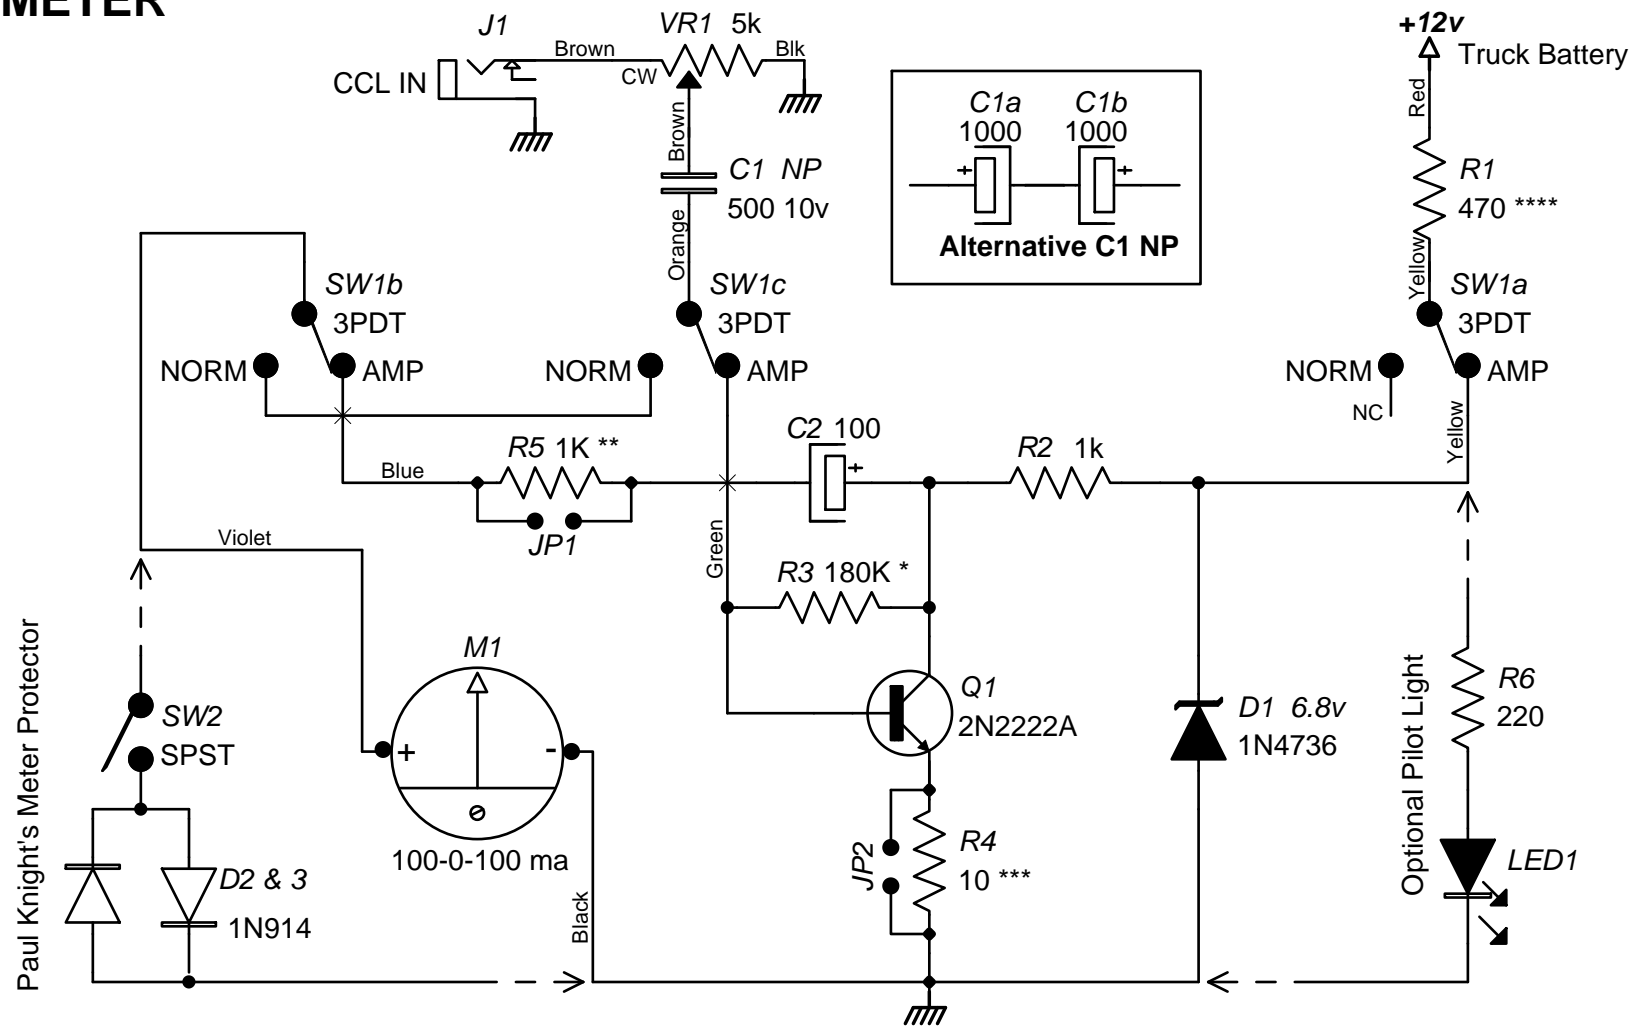 METER
J1
VR1 5k
+12v
Brown
Blk
Truck Battery
CCL IN
CW
Red
C1a
C1b
1000
1000
Brown
C1 NP
R1
+
+
500 10v
470 ****
Orange
Alternative C1 NP
Yellow
SW1b
SW1c
SW1a
3PDT
3PDT
3PDT
NORM
AMP
NORM
AMP
NORM
AMP
NC
C2 100
Yellow
R5 1K **
R2 1k
Blue
+
Violet
JP1
Green
R3 180K *
Paul Knight's Meter Protector
M1
Optional Pilot Light
R6
Q1
220
SW2
2N2222A
D1 6.8v
SPST
1N4736
+
-
100-0-100 ma
JP2
R4
LED1
D2 & 3
10 ***
1N914
Black